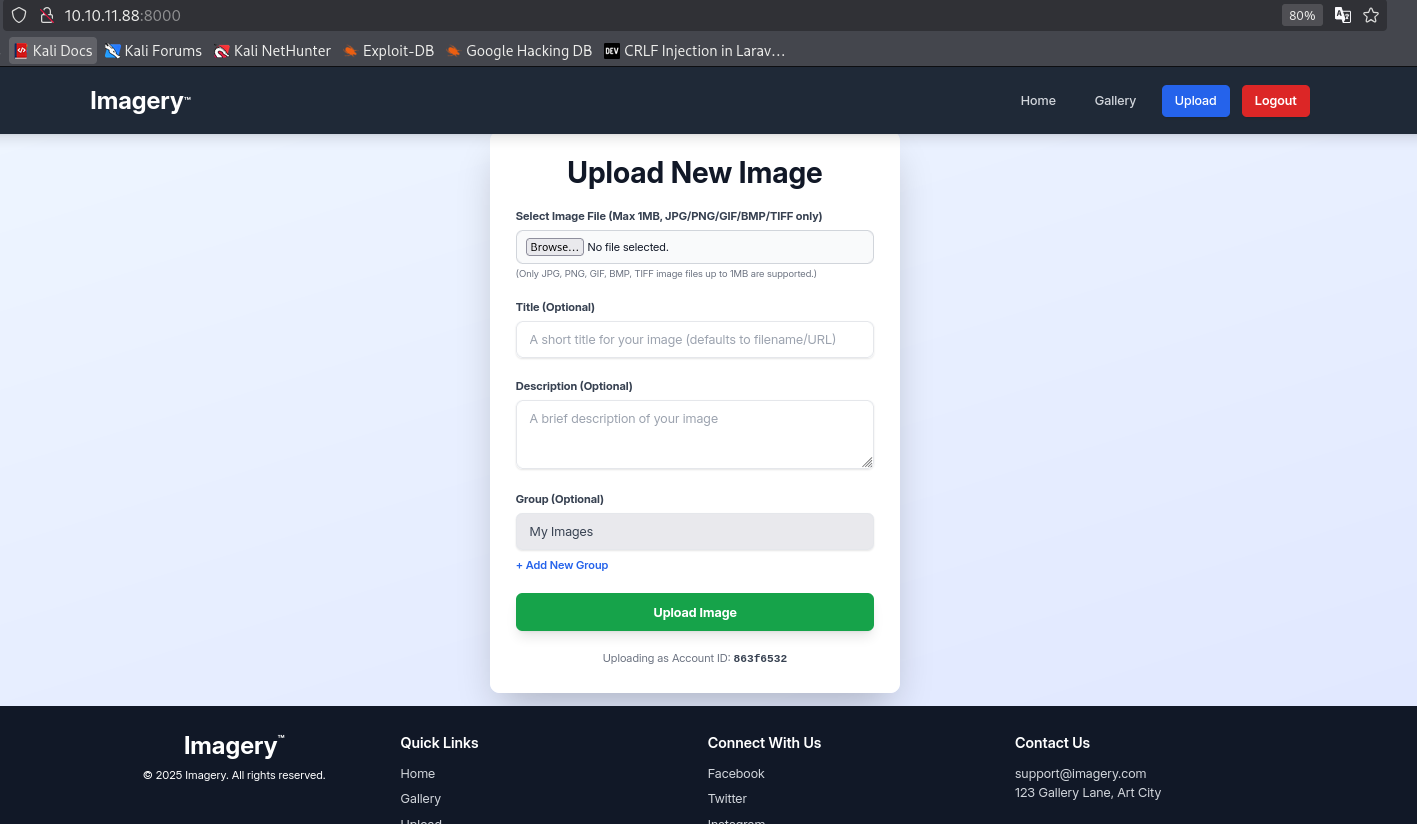 10.10.11.88:8000
80%
Kali Docs Kali Forums Kali NetHunter Exploit-DB Google Hacking DB DEV CRLF Injection in Larav…
Imagery™ Home Gallery Upload Logout
Upload New Image
Select Image File (Max 1MB, JPG/PNG/GIF/BMP/TIFF only)
Browse… No file selected.
(Only JPG, PNG, GIF, BMP, TIFF image files up to 1MB are supported.)
Title (Optional)
A short title for your image (defaults to filename/URL)
Description (Optional)
A brief description of your image
Group (Optional)
My Images
+ Add New Group
Upload Image
Uploading as Account ID: 863f6532
Imagery™
© 2025 Imagery. All rights reserved.
Quick Links
Home
Gallery
Upload
Connect With Us
Facebook
Twitter
Instagram
Contact Us
support@imagery.com
123 Gallery Lane, Art City